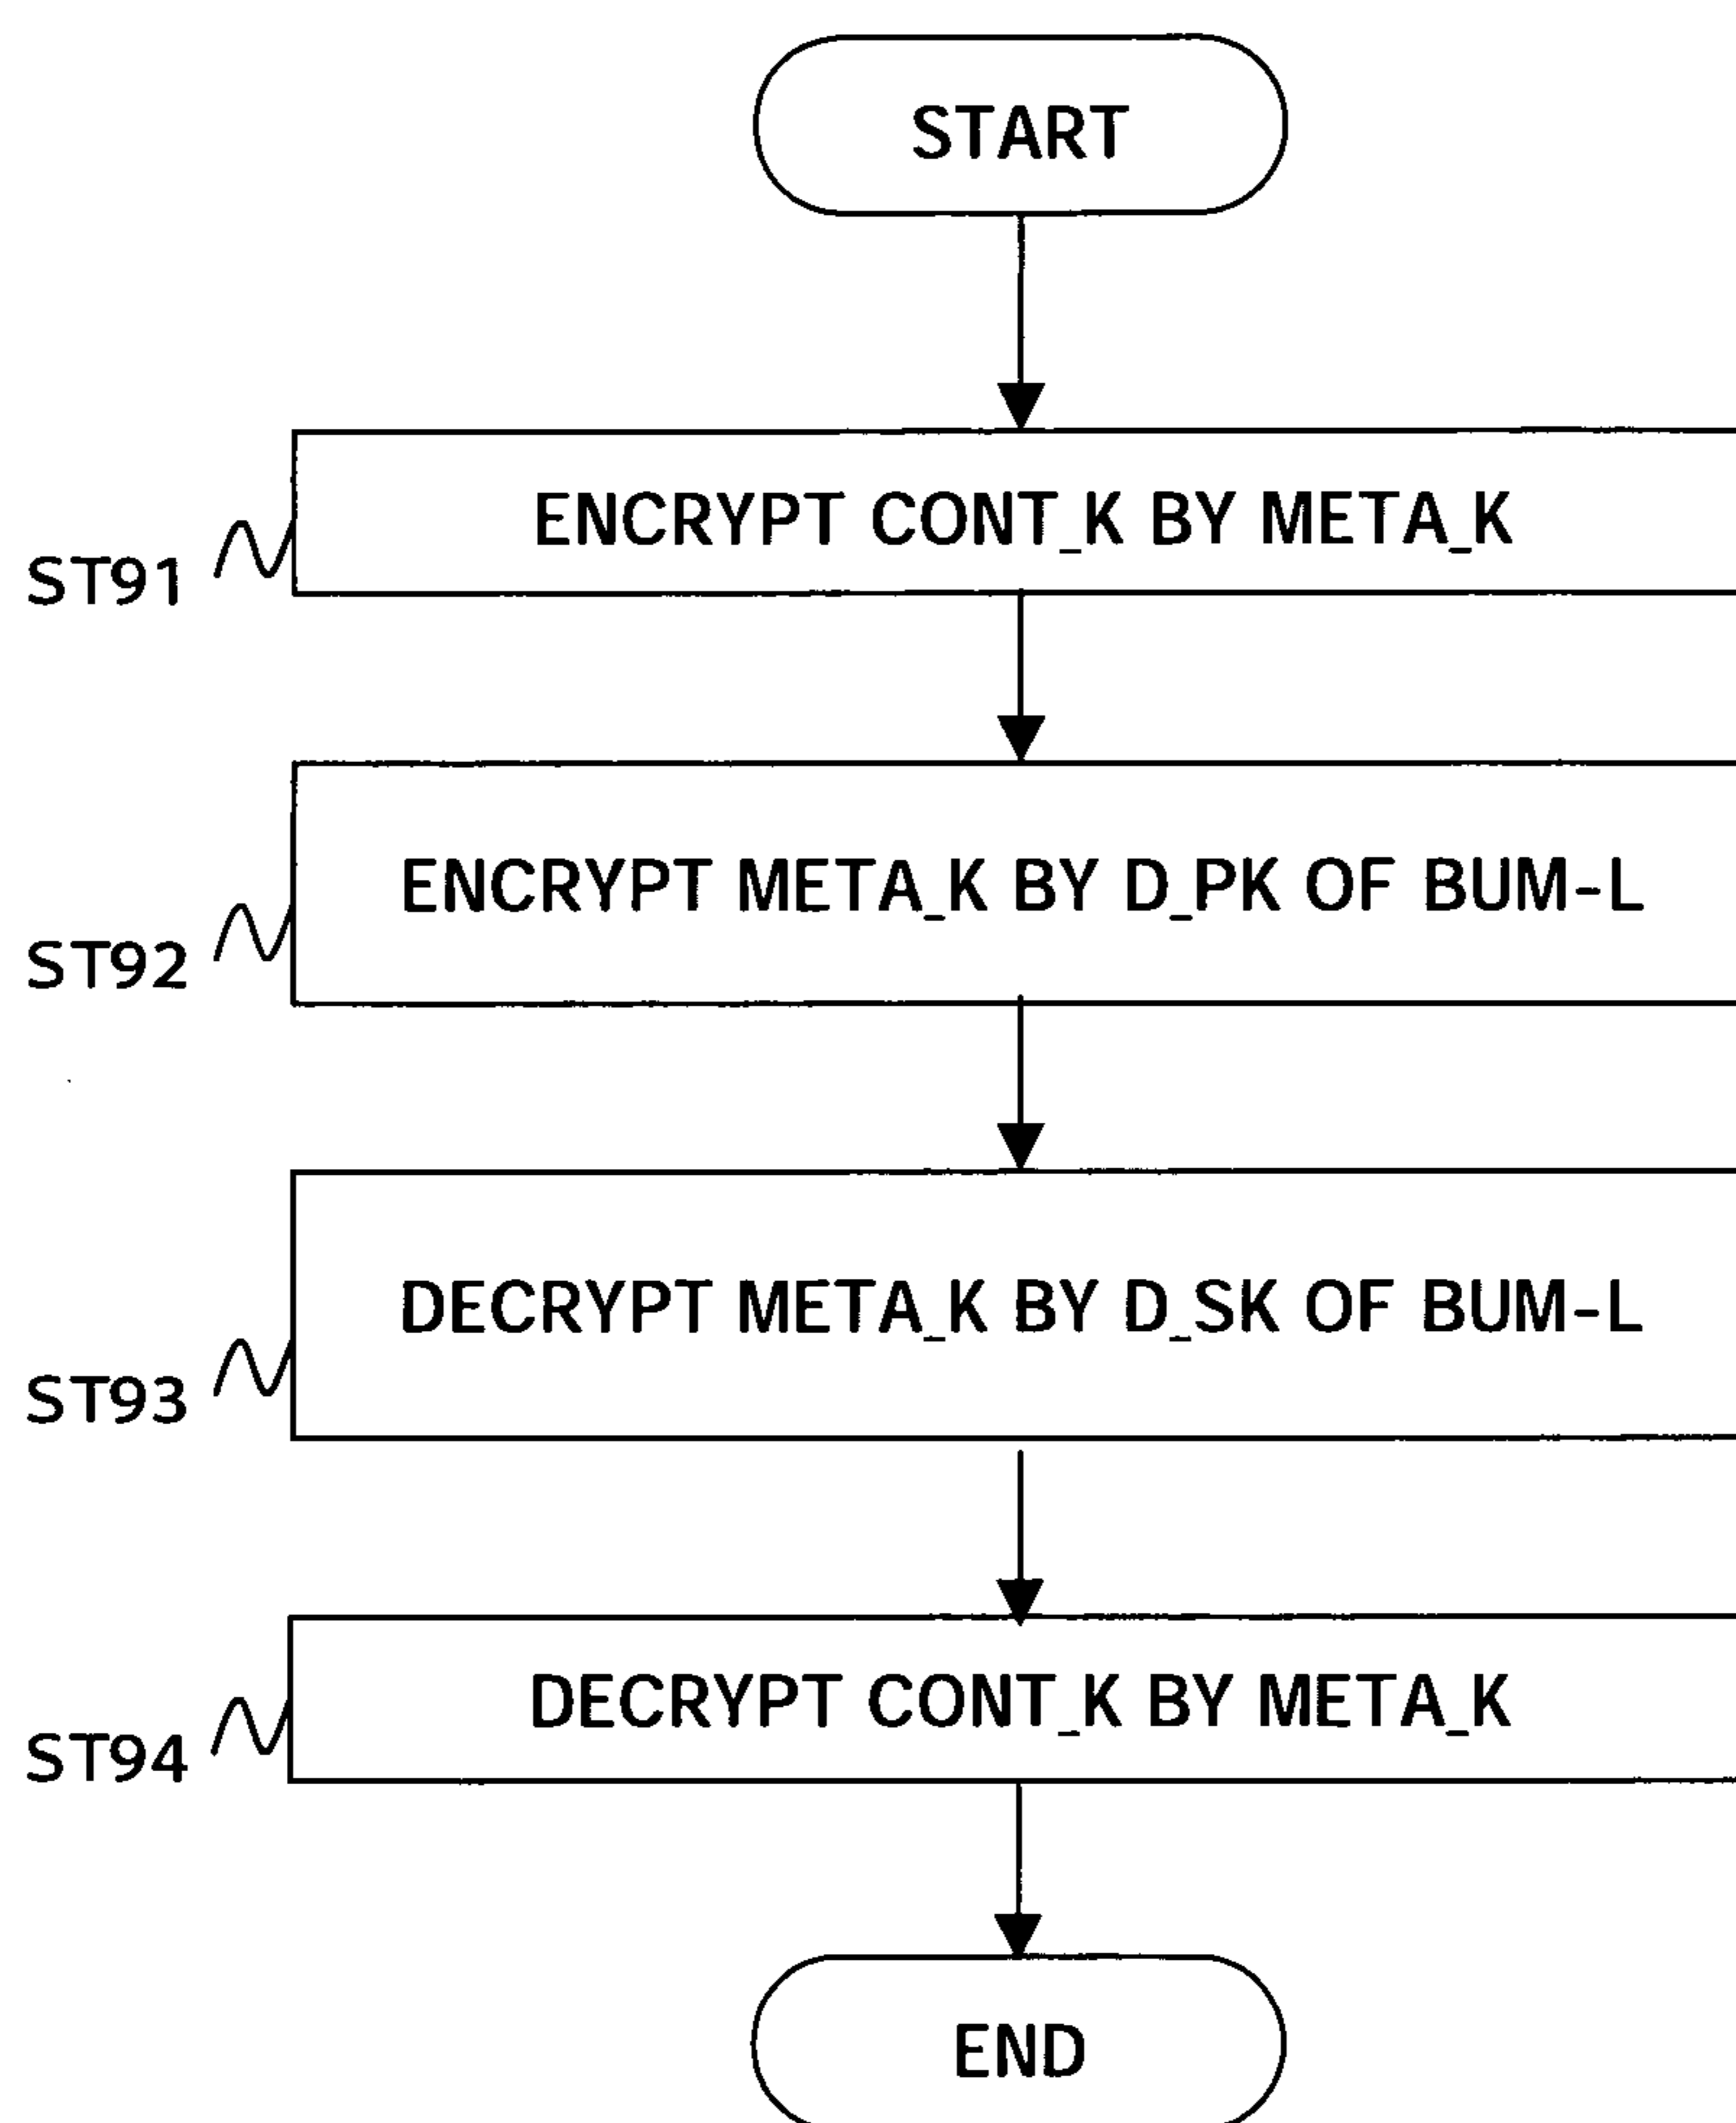 START
ENCRYPT CONT_K BY META_K
ST91
ENCRYPT META_K BY D_PK OF BUM-L
ST92
DECRYPT META_K BY D_SK OF BUM-L
ST93
DECRYPT CONT_K BY META_K
ST94
END